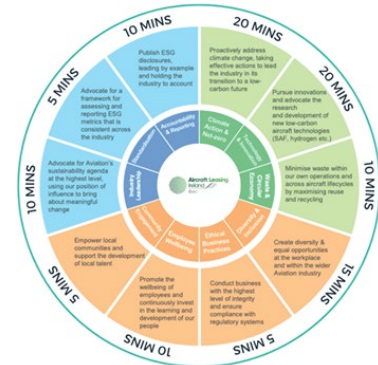 10 MINS
Publish ESG
disclosures,
leading by example
and holding the
industry to account
Accountability
& Reporting
20 MINS
Proactively address
climate change, taking
effective actions to lead
the industry in its
transition to a low-
carbon future
Climate
Action &
Net-zero
20 MINS
Pursue innovations
and advocate the
research
and development of
new low-carbon
aircraft technologies
(SAF, hydrogen etc.)
Technology
& Innovation
10 MINS
Minimise waste within
our own operations and
across aircraft lifecycles
by maximising reuse
and recycling
Waste &
Circular
Economy
15 MINS
Create diversity &
equal opportunities
at the workplace
and within the wider
Aviation industry
Diversity &
Inclusion
5 MINS
Conduct business
with the highest
level of integrity
and ensure
compliance with
regulatory systems
Ethical
Business
Practices
10 MINS
Promote the
wellbeing of
employees and
continuously invest
in the learning and
development of our
people
Employee
Wellbeing
5 MINS
Empower local
communities and
support the development
of local talent
Community
Engagement
10 MINS
Advocate for Aviation's
sustainability agenda
at the highest level,
using our position of
influence to bring
about meaningful
change
Industry
Leadership
5 MINS
Advocate for a
framework for
assessing and
reporting ESG
metrics that is
consistent across the
industry
Standardisation
Aircraft Leasing
Ireland